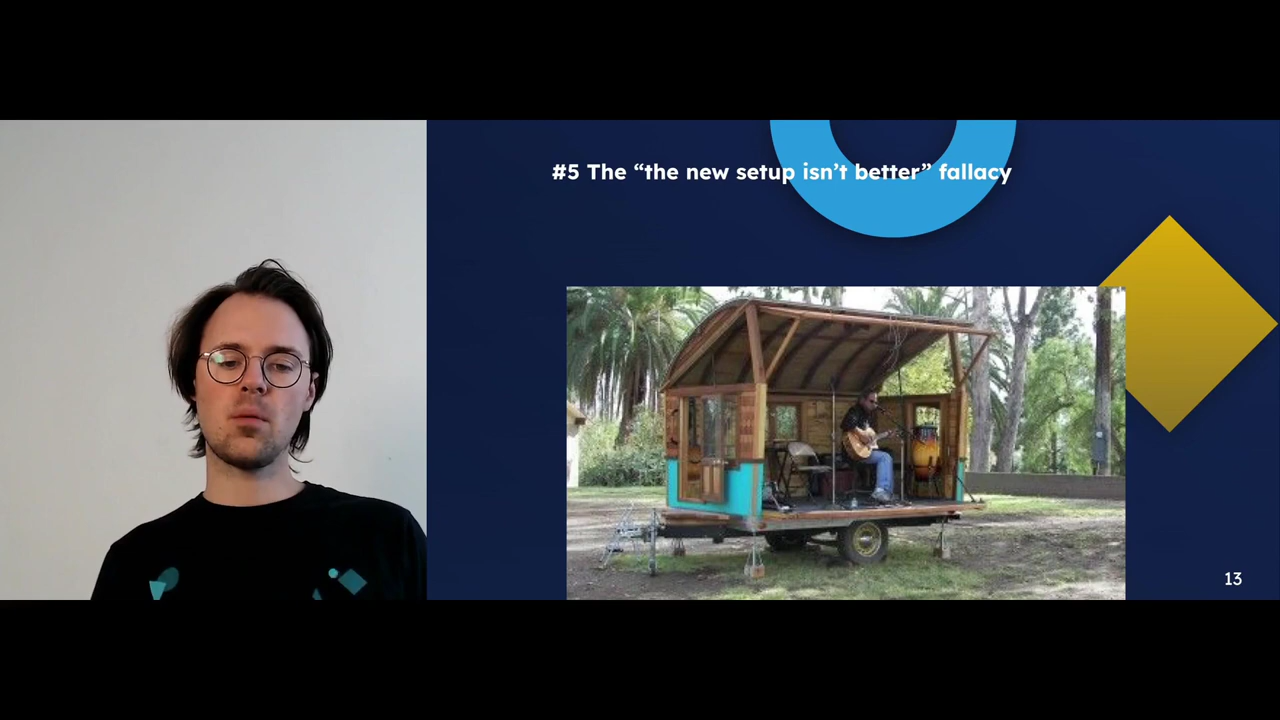 #5 The “the new setup isn’t better” fallacy
13